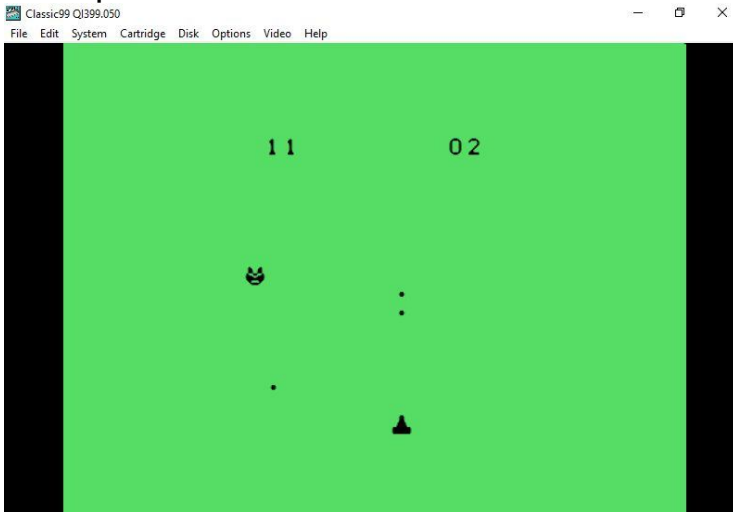 Classic99 QI399.050
File Edit System Cartridge Disk Options Video Help
11 02